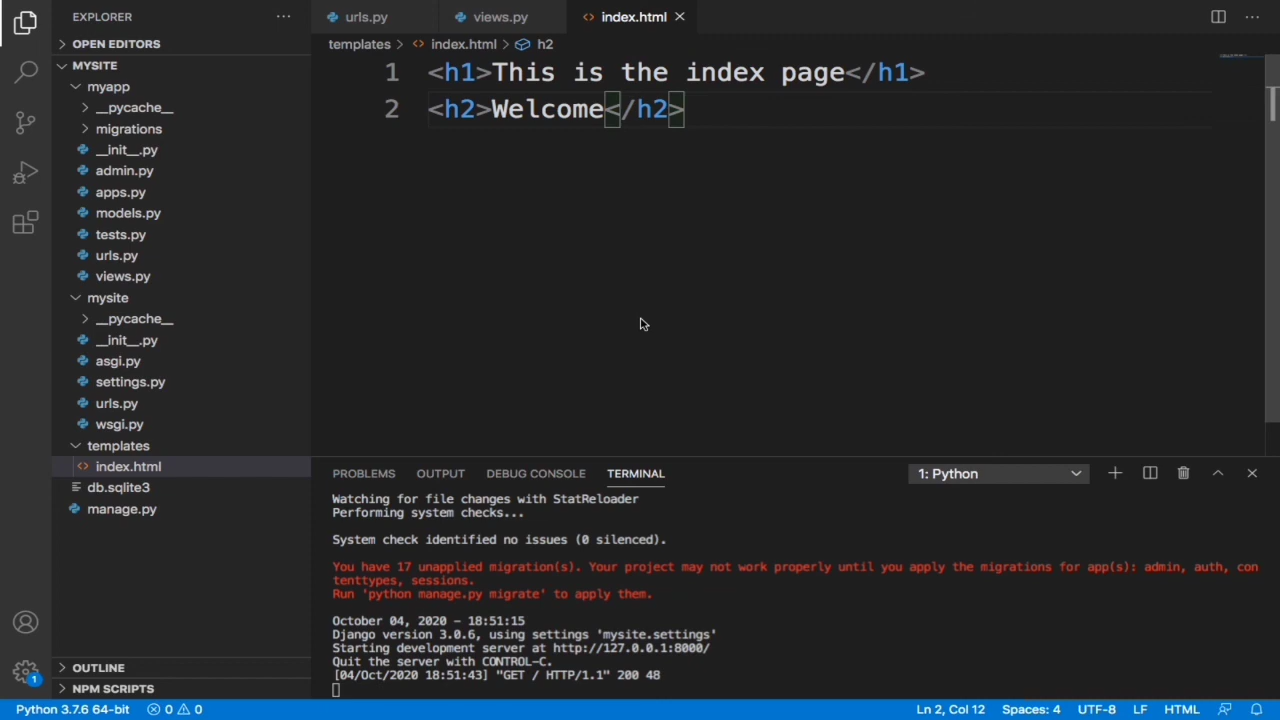 EXPLORER
OPEN EDITORS
MYSITE
myapp
__pycache__
migrations
__init__.py
admin.py
apps.py
models.py
tests.py
urls.py
views.py
mysite
__pycache__
__init__.py
asgi.py
settings.py
urls.py
wsgi.py
templates
index.html
db.sqlite3
manage.py
OUTLINE
NPM SCRIPTS
urls.py views.py index.html
templates > index.html > h2
1 <h1>This is the index page</h1>
2 <h2>Welcome</h2>
PROBLEMS OUTPUT DEBUG CONSOLE TERMINAL 1: Python
Watching for file changes with StatReloader
Performing system checks...
System check identified no issues (0 silenced).
You have 17 unapplied migration(s). Your project may not work properly until you apply the migrations for app(s): admin, auth, con
tenttypes, sessions.
Run 'python manage.py migrate' to apply them.
October 04, 2020 - 18:51:15
Django version 3.0.6, using settings 'mysite.settings'
Starting development server at http://127.0.0.1:8000/
Quit the server with CONTROL-C.
[04/Oct/2020 18:51:43] "GET / HTTP/1.1" 200 48
1
Python 3.7.6 64-bit 0 0 Ln 2, Col 12 Spaces: 4 UTF-8 LF HTML